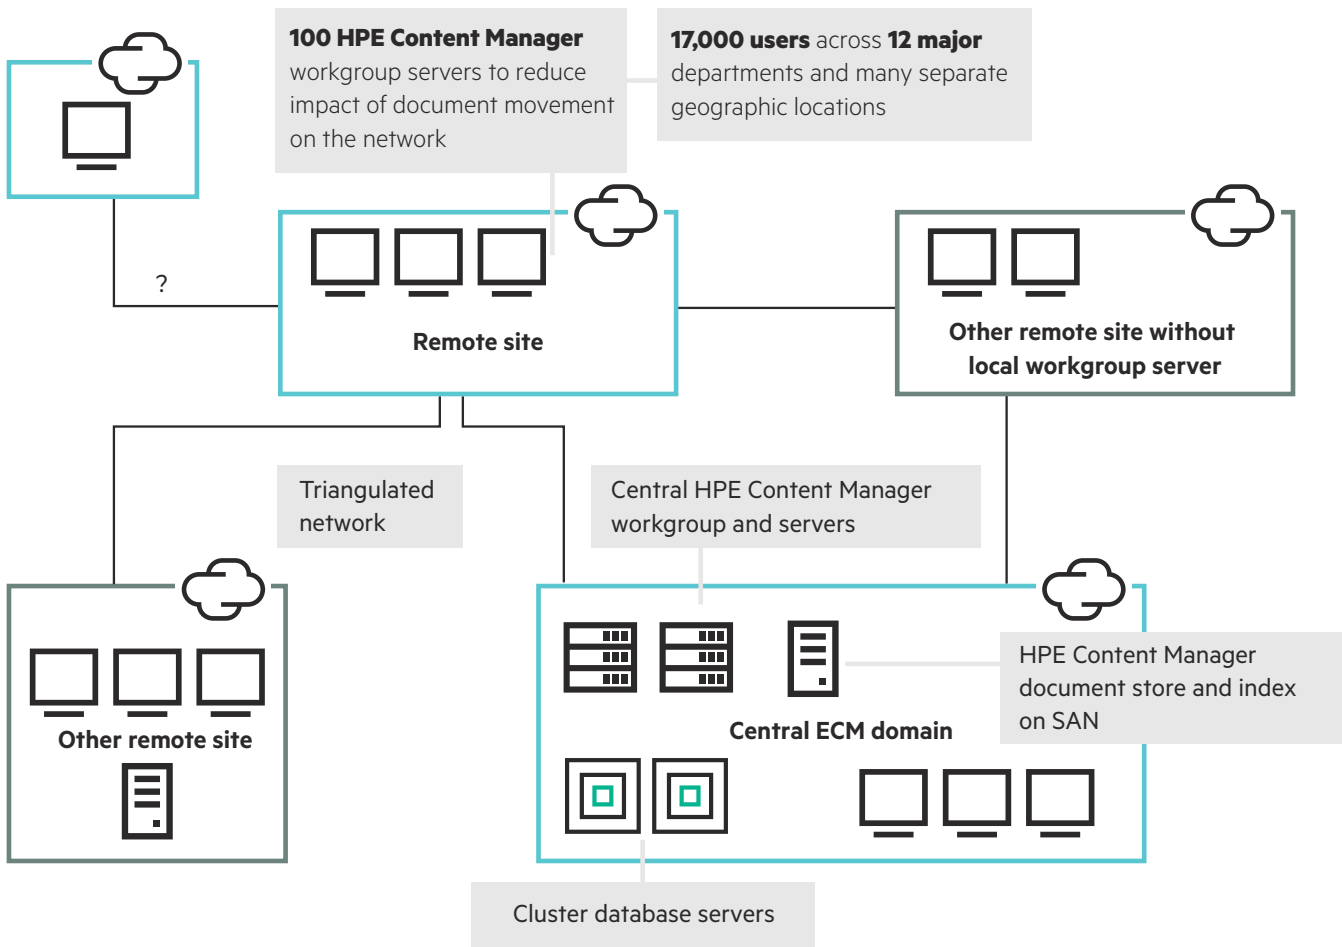 100 HPE Content Manager
workgroup servers to reduce
impact of document movement
on the network
17,000 users across 12 major
departments and many separate
geographic locations
?
Remote site
Other remote site without
local workgroup server
Triangulated
network
Central HPE Content Manager
workgroup and servers
HPE Content Manager
document store and index
on SAN
Central ECM domain
Other remote site
Cluster database servers